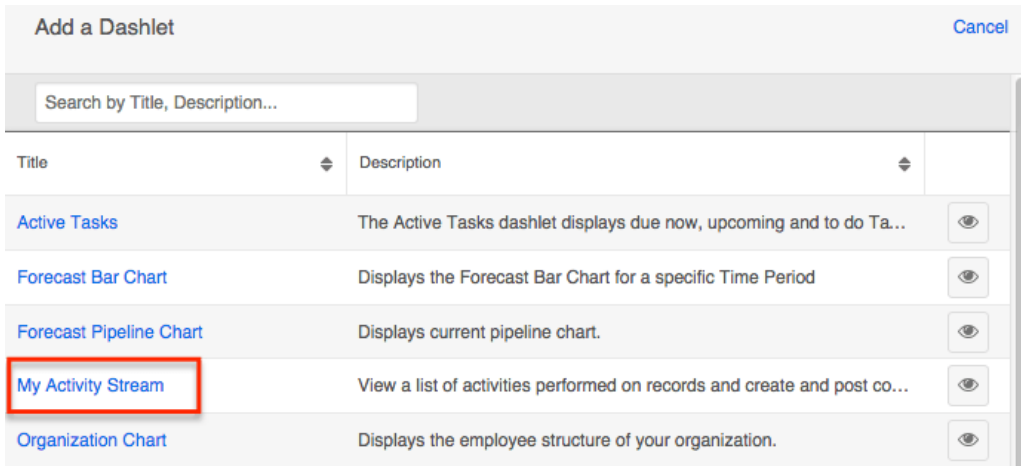 Add a Dashlet Cancel
Search by Title, Description...
Title Description
Active Tasks The Active Tasks dashlet displays due now, upcoming and to do Ta...
Forecast Bar Chart Displays the Forecast Bar Chart for a specific Time Period
Forecast Pipeline Chart Displays current pipeline chart.
My Activity Stream View a list of activities performed on records and create and post co...
Organization Chart Displays the employee structure of your organization.